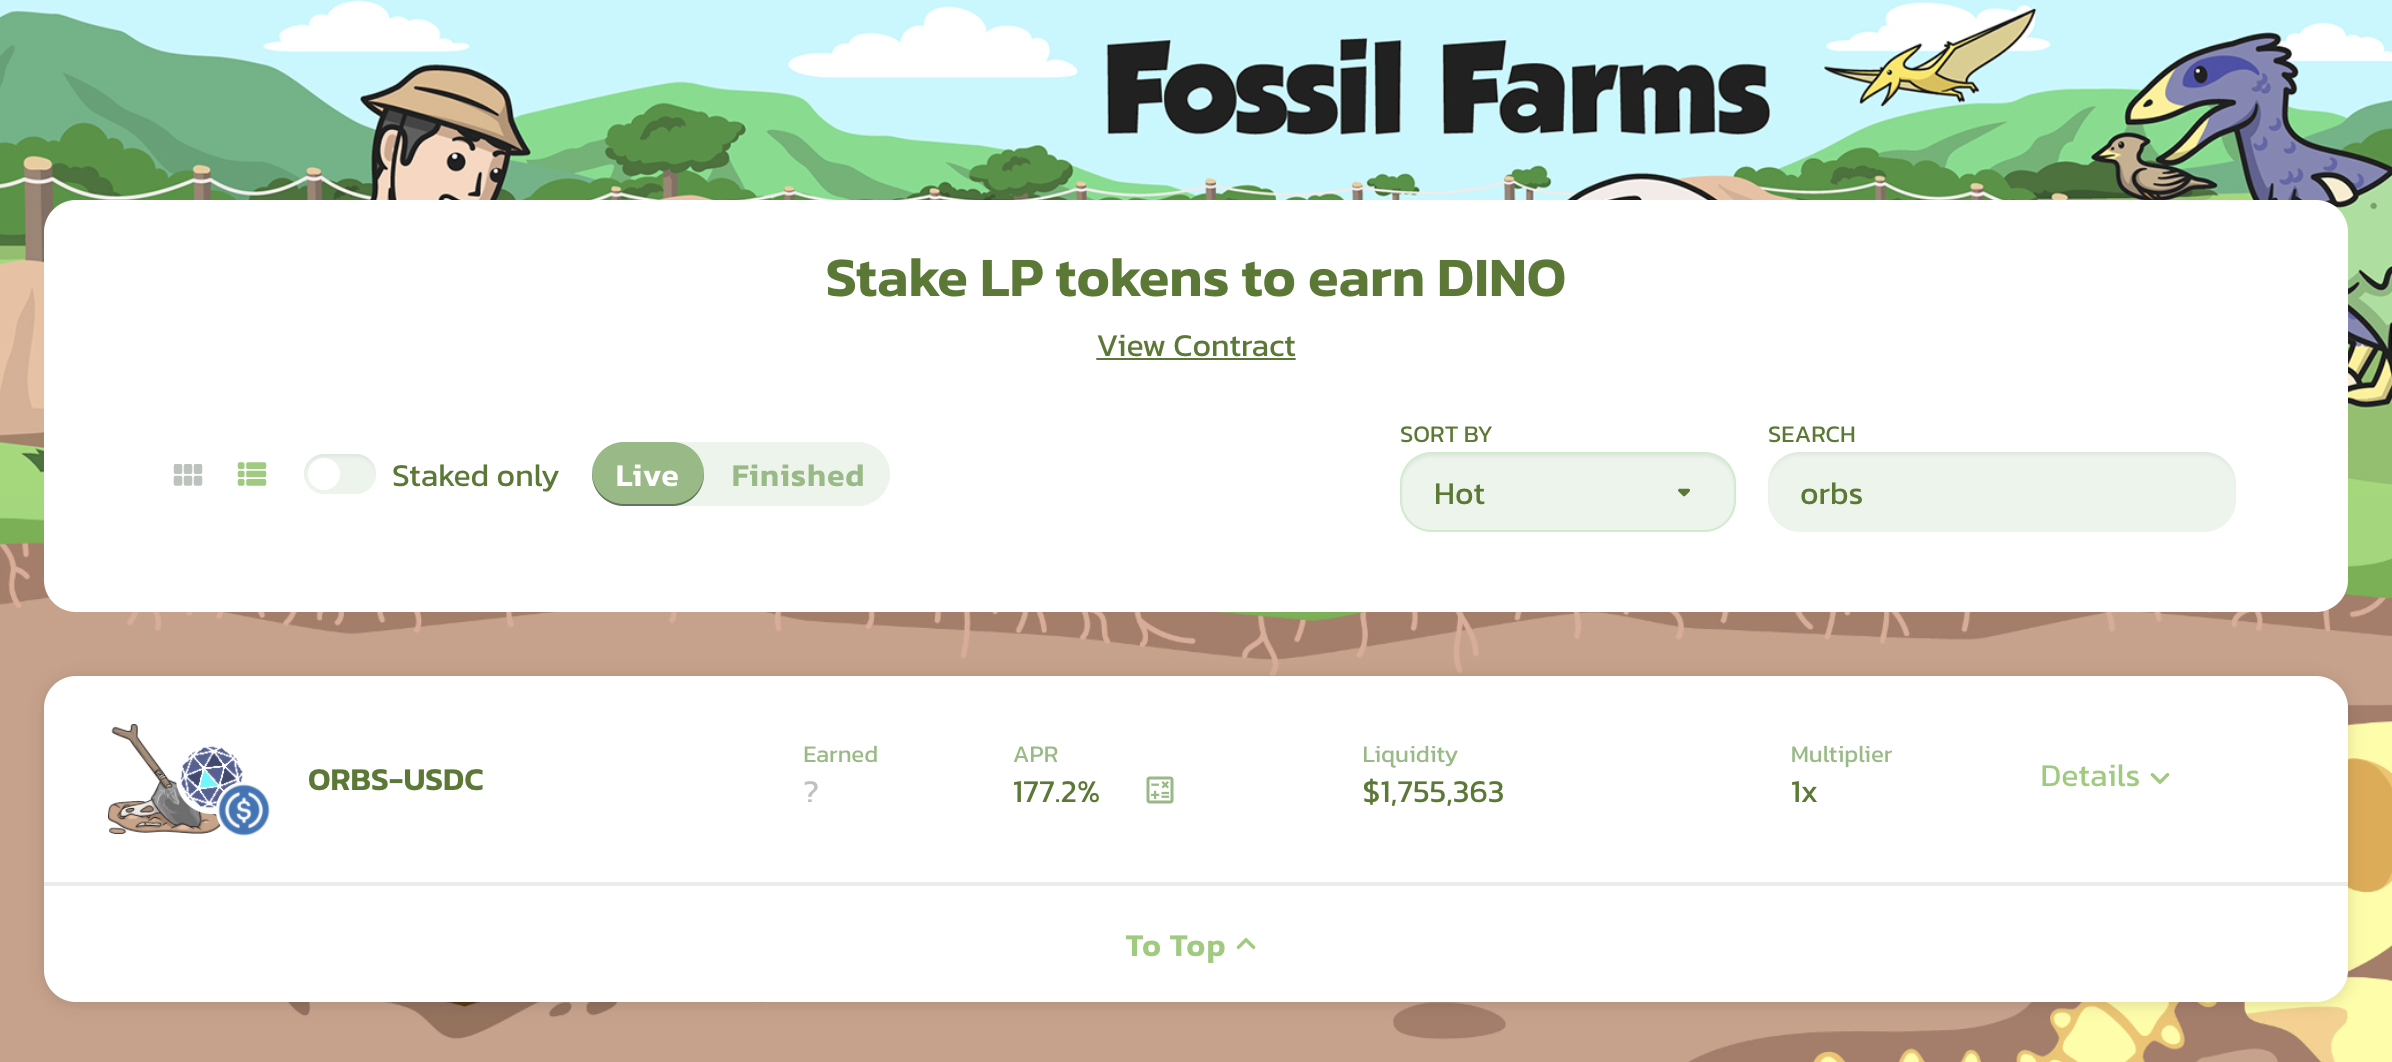 Fossil Farms
Stake LP tokens to earn DINO
View Contract
Staked only
Live
Finished
SORT BY
Hot
SEARCH
orbs
ORBS-USDC
Earned
?
APR
177.2%
Liquidity
$1,755,363
Multiplier
1x
Details
To Top